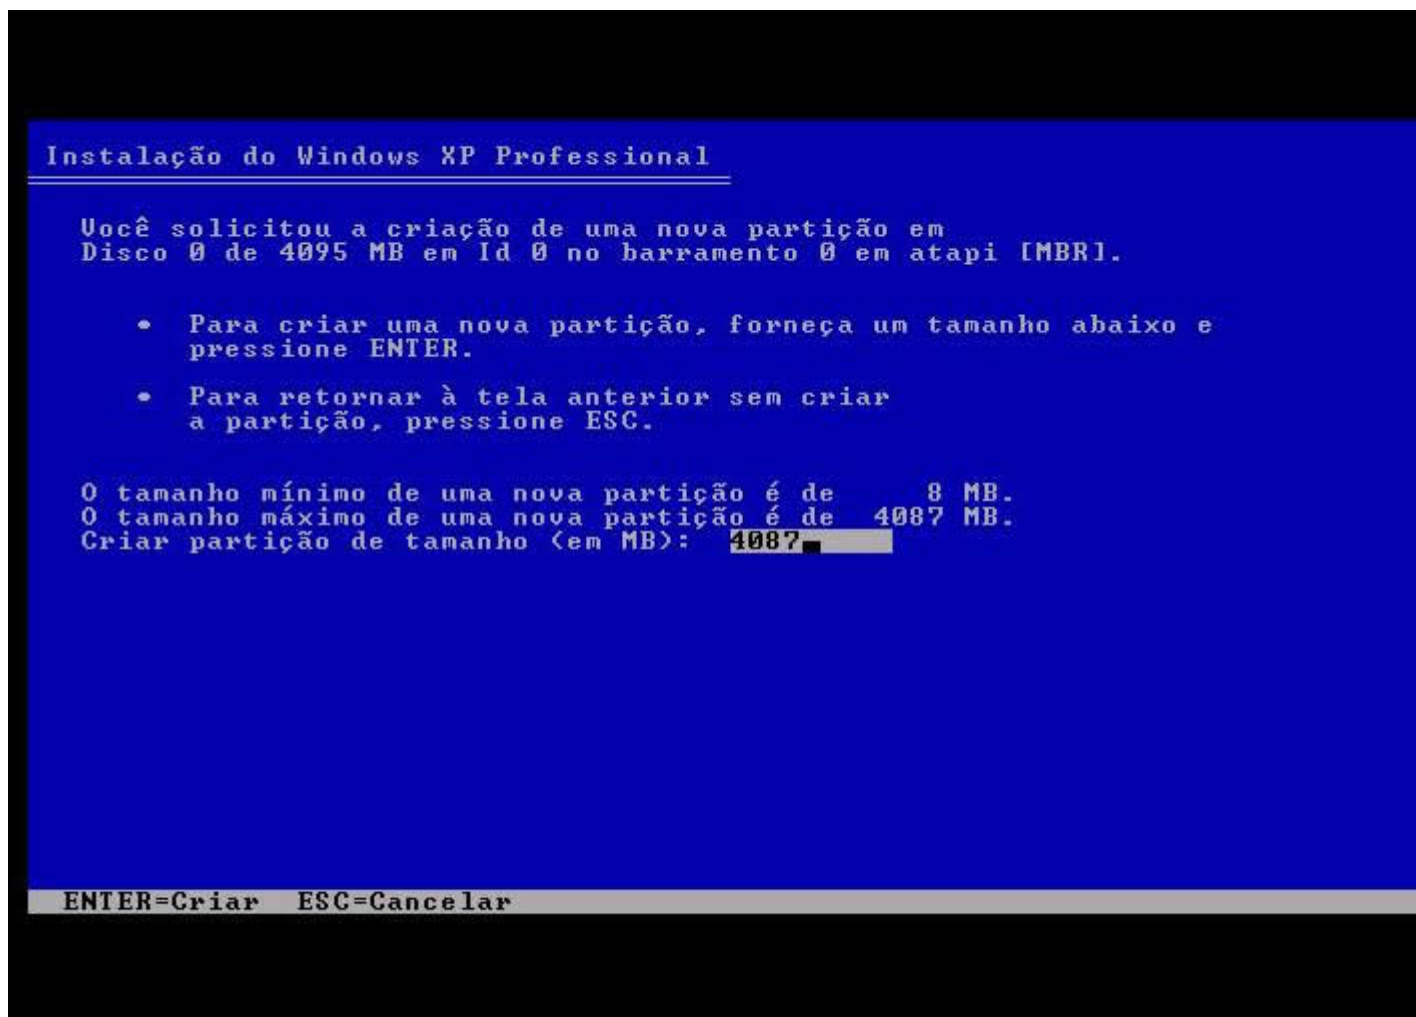 Instalação do Windows XP Professional
Você solicitou a criação de uma nova partição em
Disco 0 de 4095 MB em Id 0 no barramento 0 em atapi [MBR].
• Para criar uma nova partição, forneça um tamanho abaixo e
pressione ENTER.
• Para retornar à tela anterior sem criar
a partição, pressione ESC.
O tamanho mínimo de uma nova partição é de 8 MB.
O tamanho máximo de uma nova partição é de 4087 MB.
Criar partição de tamanho (em MB): 4087
ENTER=Criar ESC=Cancelar